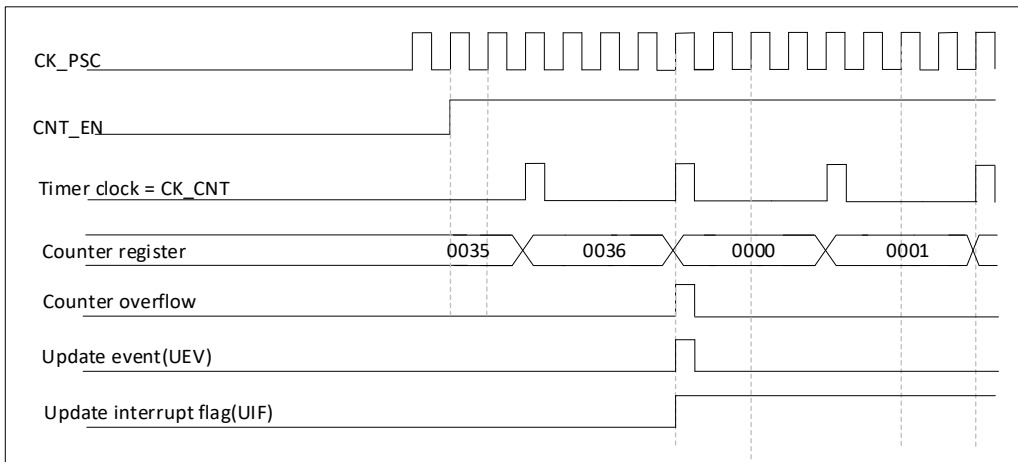 CK_PSC
CNT_EN
Timer clock = CK_CNT
Counter register 0035 0036 0000 0001
Counter overflow
Update event(UEV)
Update interrupt flag(UIF)